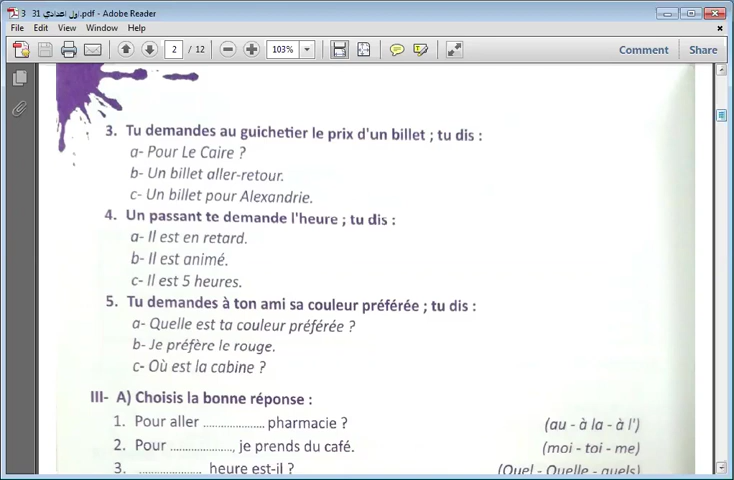 3 31 اول اعدادي.pdf - Adobe Reader
File Edit View Window Help
2 / 12 103% Comment Share
3. Tu demandes au guichetier le prix d'un billet ; tu dis :
a- Pour Le Caire ?
b- Un billet aller-retour.
c- Un billet pour Alexandrie.
4. Un passant te demande l'heure ; tu dis :
a- Il est en retard.
b- Il est animé.
c- Il est 5 heures.
5. Tu demandes à ton ami sa couleur préférée ; tu dis :
a- Quelle est ta couleur préférée ?
b- Je préfère le rouge.
c- Où est la cabine ?
III- A) Choisis la bonne réponse :
1. Pour aller ..................... pharmacie ? (au - à la - à l')
2. Pour ....................., je prends du café. (moi - toi - me)
3. ..................... heure est-il ? (Quel - Quelle - quels)